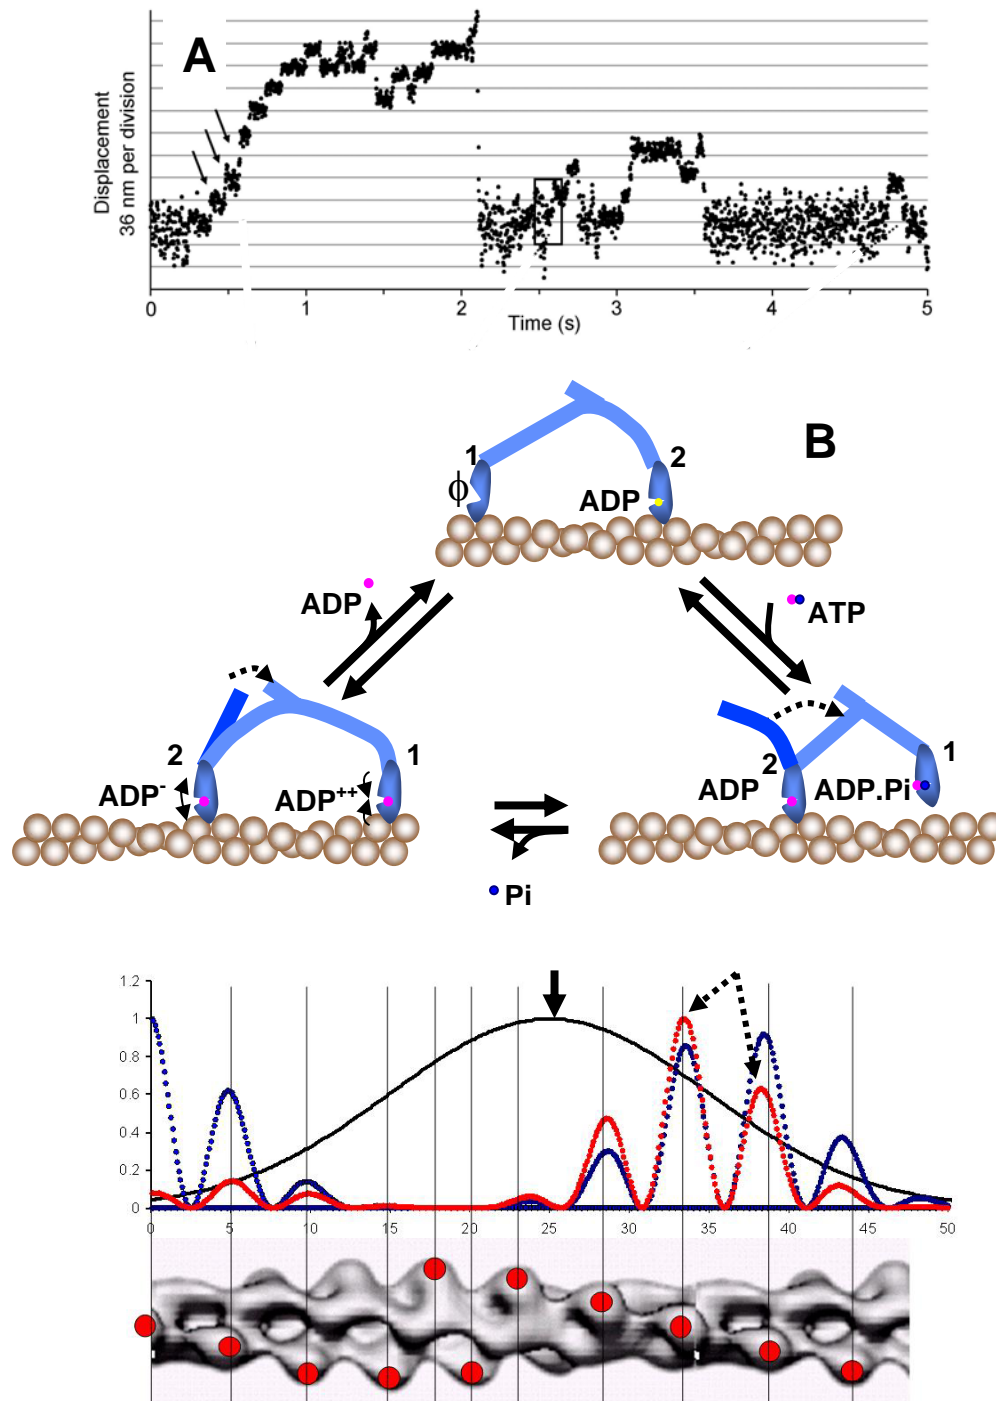 A
Displacement
36 nm per division
0 1 2 3 4 5
Time (s)
B
1 2
ϕ
ADP
ADP
ATP
2 1
ADP-
ADP++
2 1
ADP ADP.Pi
Pi
1.2
1
0.8
0.6
0.4
0.2
0
0 5 10 15 20 25 30 35 40 45 50